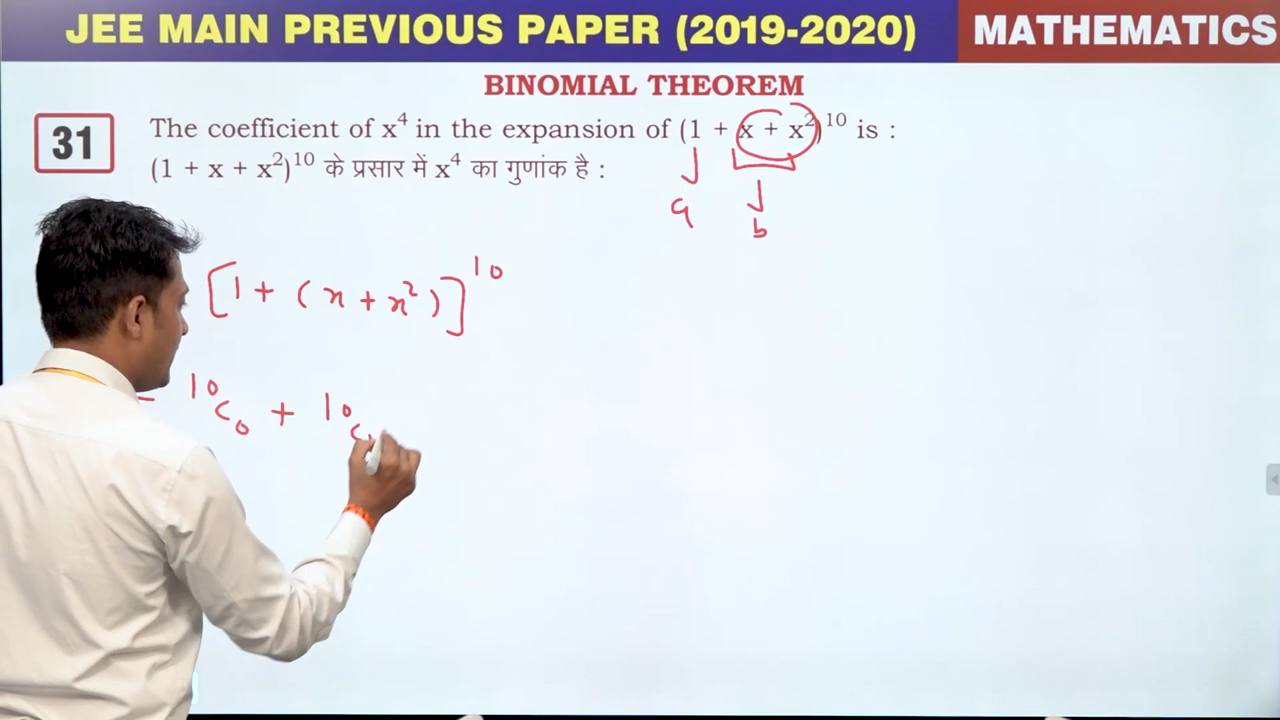 JEE MAIN PREVIOUS PAPER (2019-2020) MATHEMATICS
BINOMIAL THEOREM
31 The coefficient of x⁴ in the expansion of (1 + x + x²)¹⁰ is :
(1 + x + x²)¹⁰ के प्रसार में x⁴ का गुणांक है :
a b
[1 + (x + x²)]¹⁰
= ¹⁰C₀ + ¹⁰C